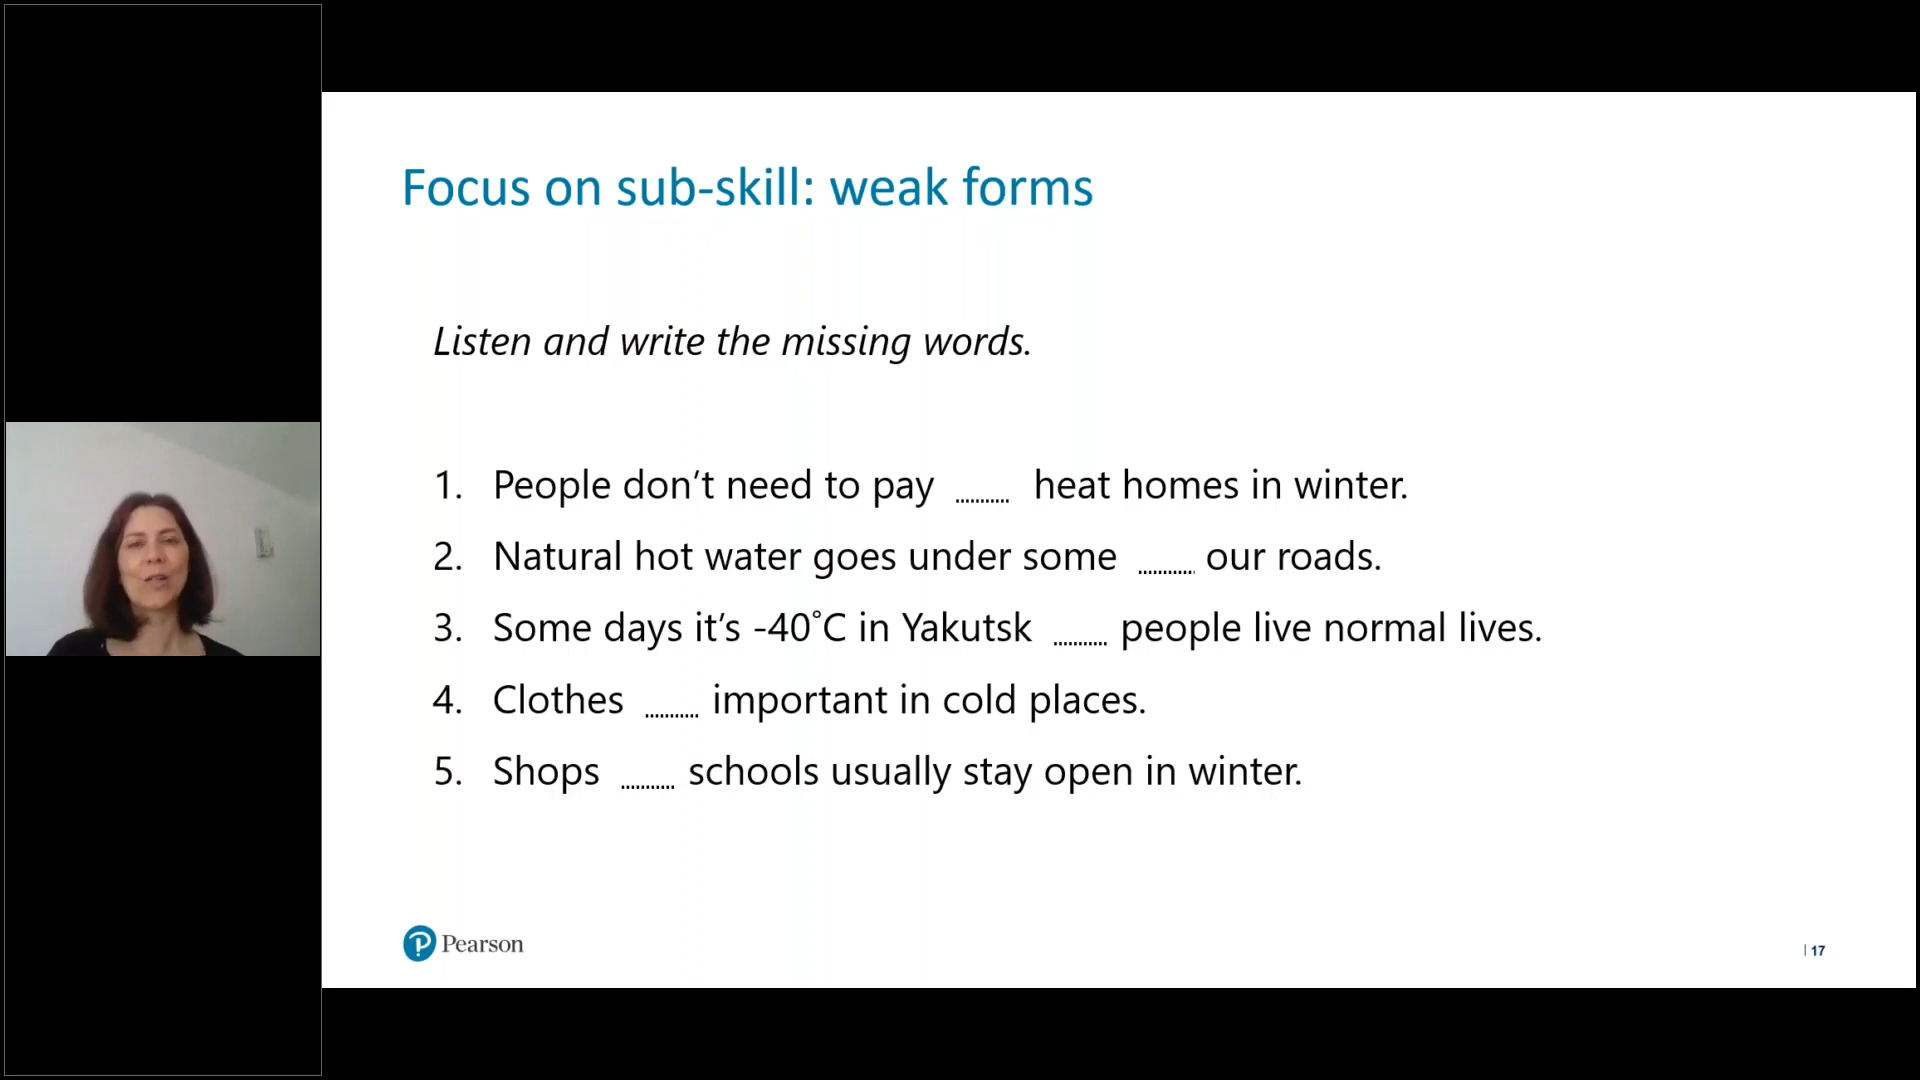 Focus on sub-skill: weak forms
Listen and write the missing words.
1. People don’t need to pay ........... heat homes in winter.
2. Natural hot water goes under some ........... our roads.
3. Some days it’s -40˚C in Yakutsk ........... people live normal lives.
4. Clothes ........... important in cold places.
5. Shops ........... schools usually stay open in winter.
Pearson
| 17